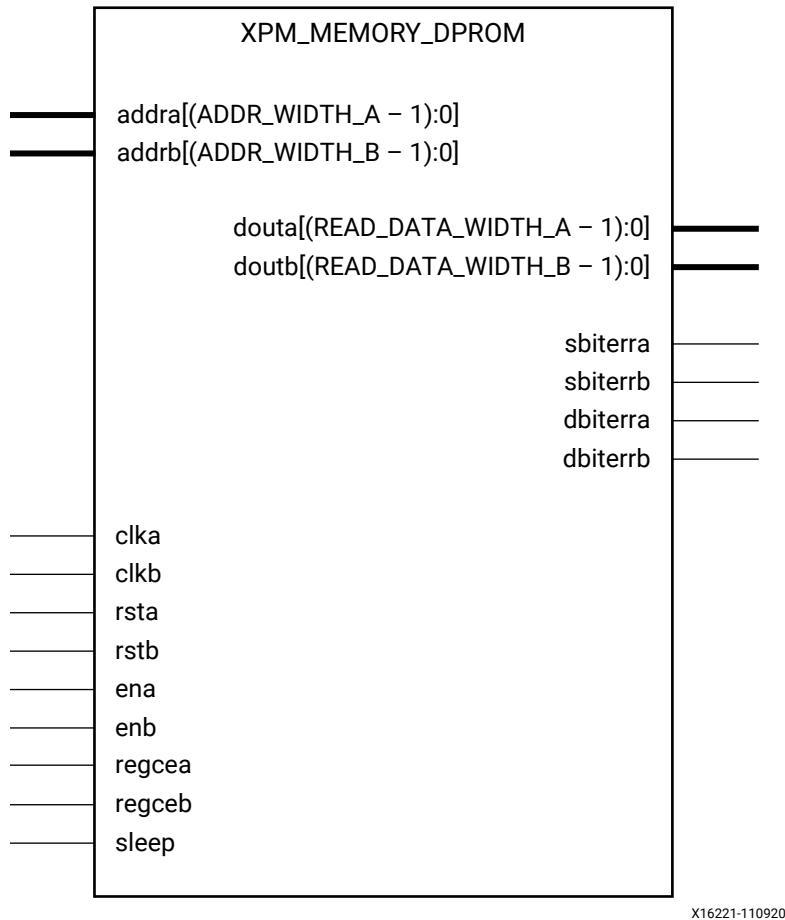 XPM_MEMORY_DPROM
addra[(ADDR_WIDTH_A – 1):0]
addrb[(ADDR_WIDTH_B – 1):0]
douta[(READ_DATA_WIDTH_A – 1):0]
doutb[(READ_DATA_WIDTH_B – 1):0]
sbiterra
sbiterrb
dbiterra
dbiterrb
clka
clkb
rsta
rstb
ena
enb
regcea
regceb
sleep
X16221-110920